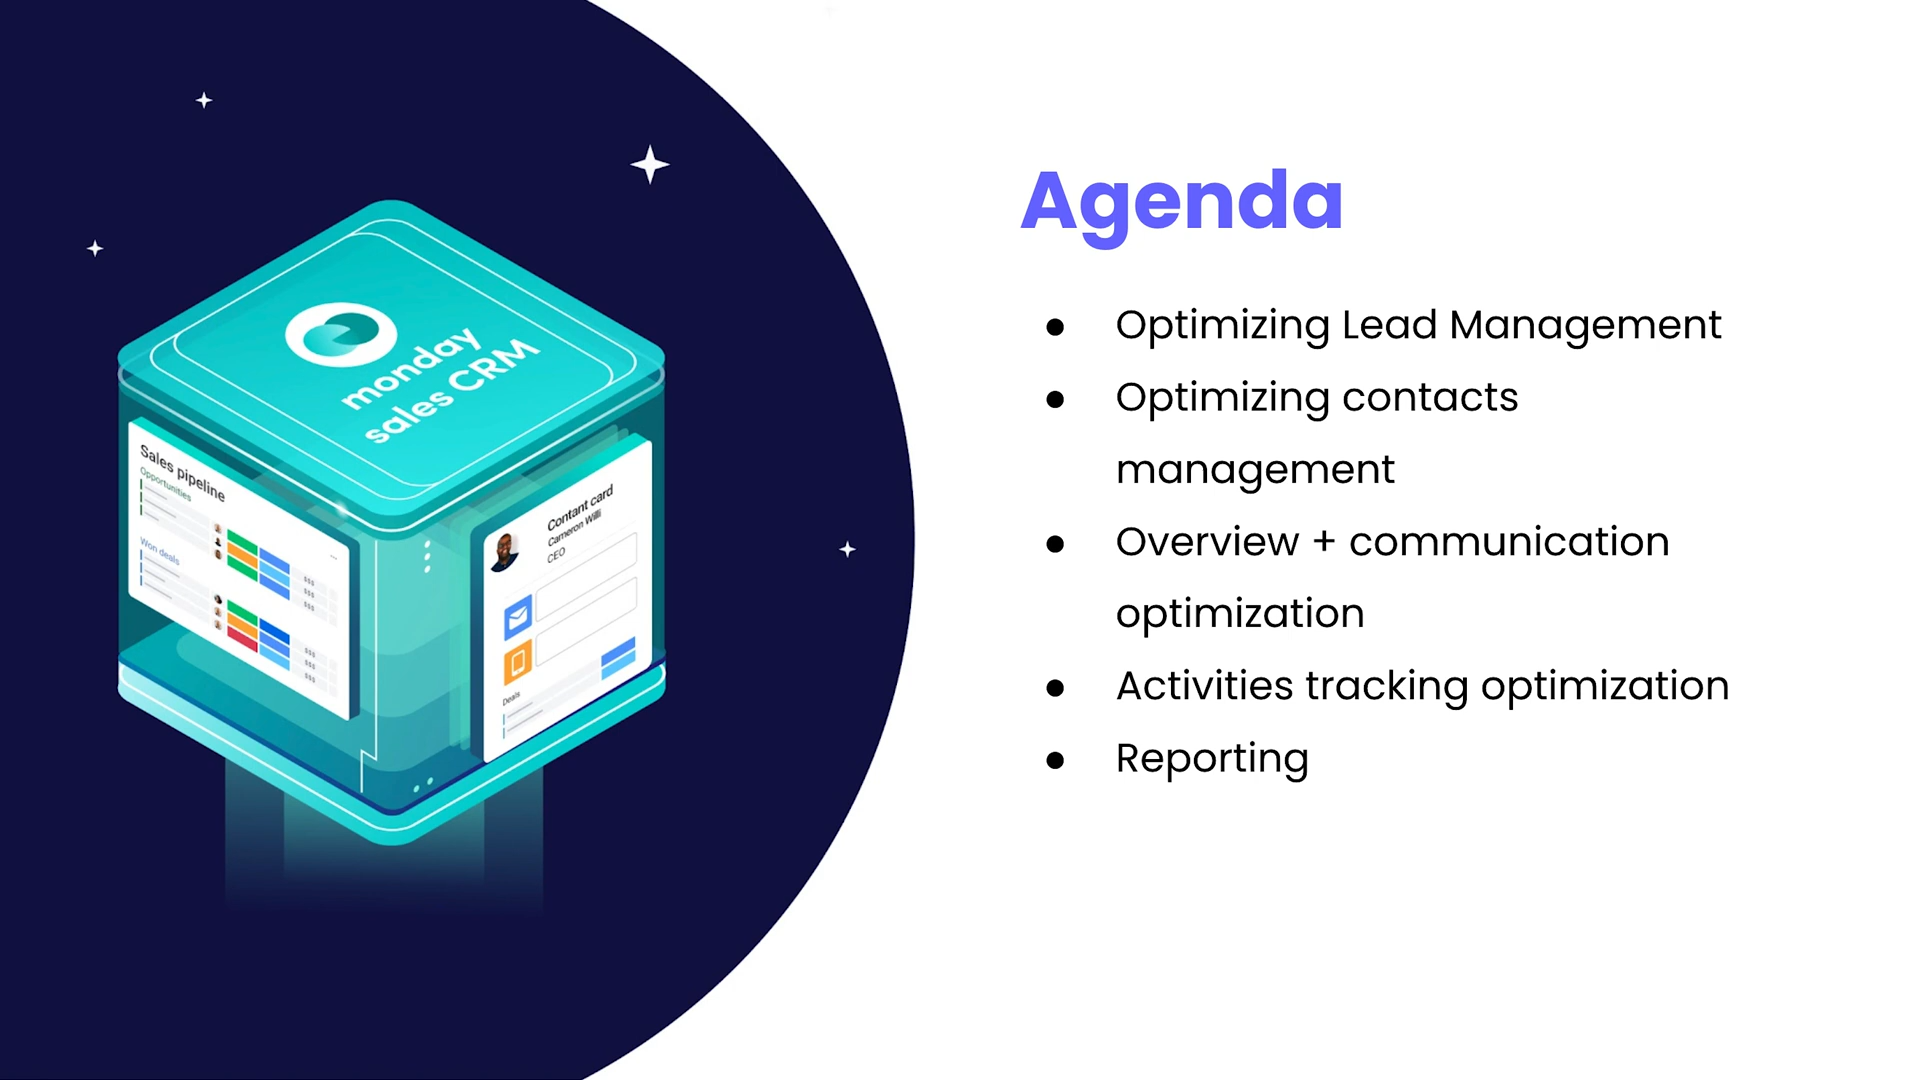 Agenda
● Optimizing Lead Management
● Optimizing contacts
management
● Overview + communication
optimization
● Activities tracking optimization
● Reporting
monday
sales CRM
Sales pipeline
Opportunities
Won deals
$$$
$$$
$$$
$$$
$$$
$$$
Contant card
Cameron Willi
CEO
Deals